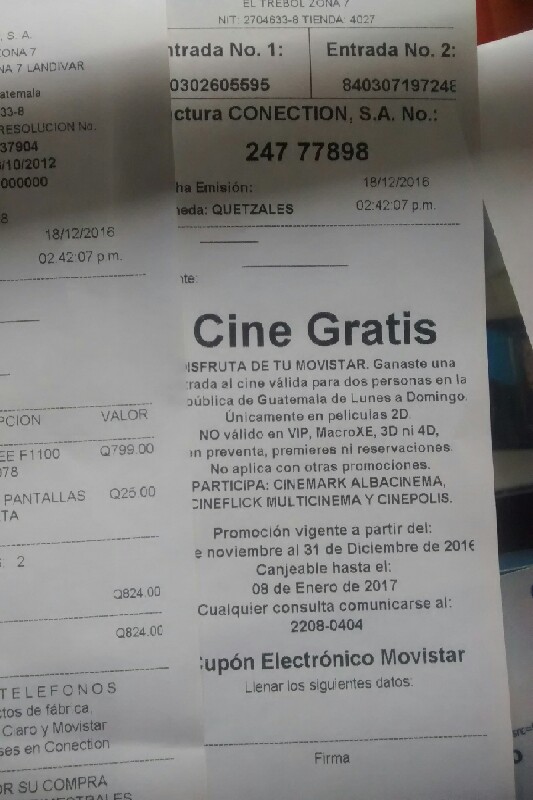 S. A.
ZONA 7
NA 7 LANDIVAR
atemala
33-8
RESOLUCION No.
37904
/10/2012
000000
8
18/12/2016
02:42:07 p.m.
PCION VALOR
EE F1100 Q799.00
078
PANTALLAS Q25.00
TA
: 2
Q824.00
Q824.00
TELEFONOS
ctos de fábrica.
Claro y Movistar
ses en Conection
OR SU COMPRA
EL TREBOL ZONA 7
NIT: 2704633-8 TIENDA: 4027
ntrada No. 1: Entrada No. 2:
0302605595 840307197248
ctura CONECTION, S.A. No.:
247 77898
ha Emisión: 18/12/2016
neda: QUETZALES 02:42:07 p.m.
nte:
Cine Gratis
ISFRUTA DE TU MOVISTAR. Ganaste una
trada al cine válida para dos personas en la
pública de Guatemala de Lunes a Domingo.
Únicamente en películas 2D.
NO válido en VIP, MacroXE, 3D ni 4D,
en preventa, premieres ni reservaciones.
No aplica con otras promociones.
PARTICIPA: CINEMARK ALBACINEMA,
CINEFLICK MULTICINEMA Y CINEPOLIS.
Promoción vigente a partir del:
e noviembre al 31 de Diciembre de 2016
Canjeable hasta el:
08 de Enero de 2017
Cualquier consulta comunicarse al:
2208-0404
Cupón Electrónico Movistar
Llenar los siguientes datos:
Firma